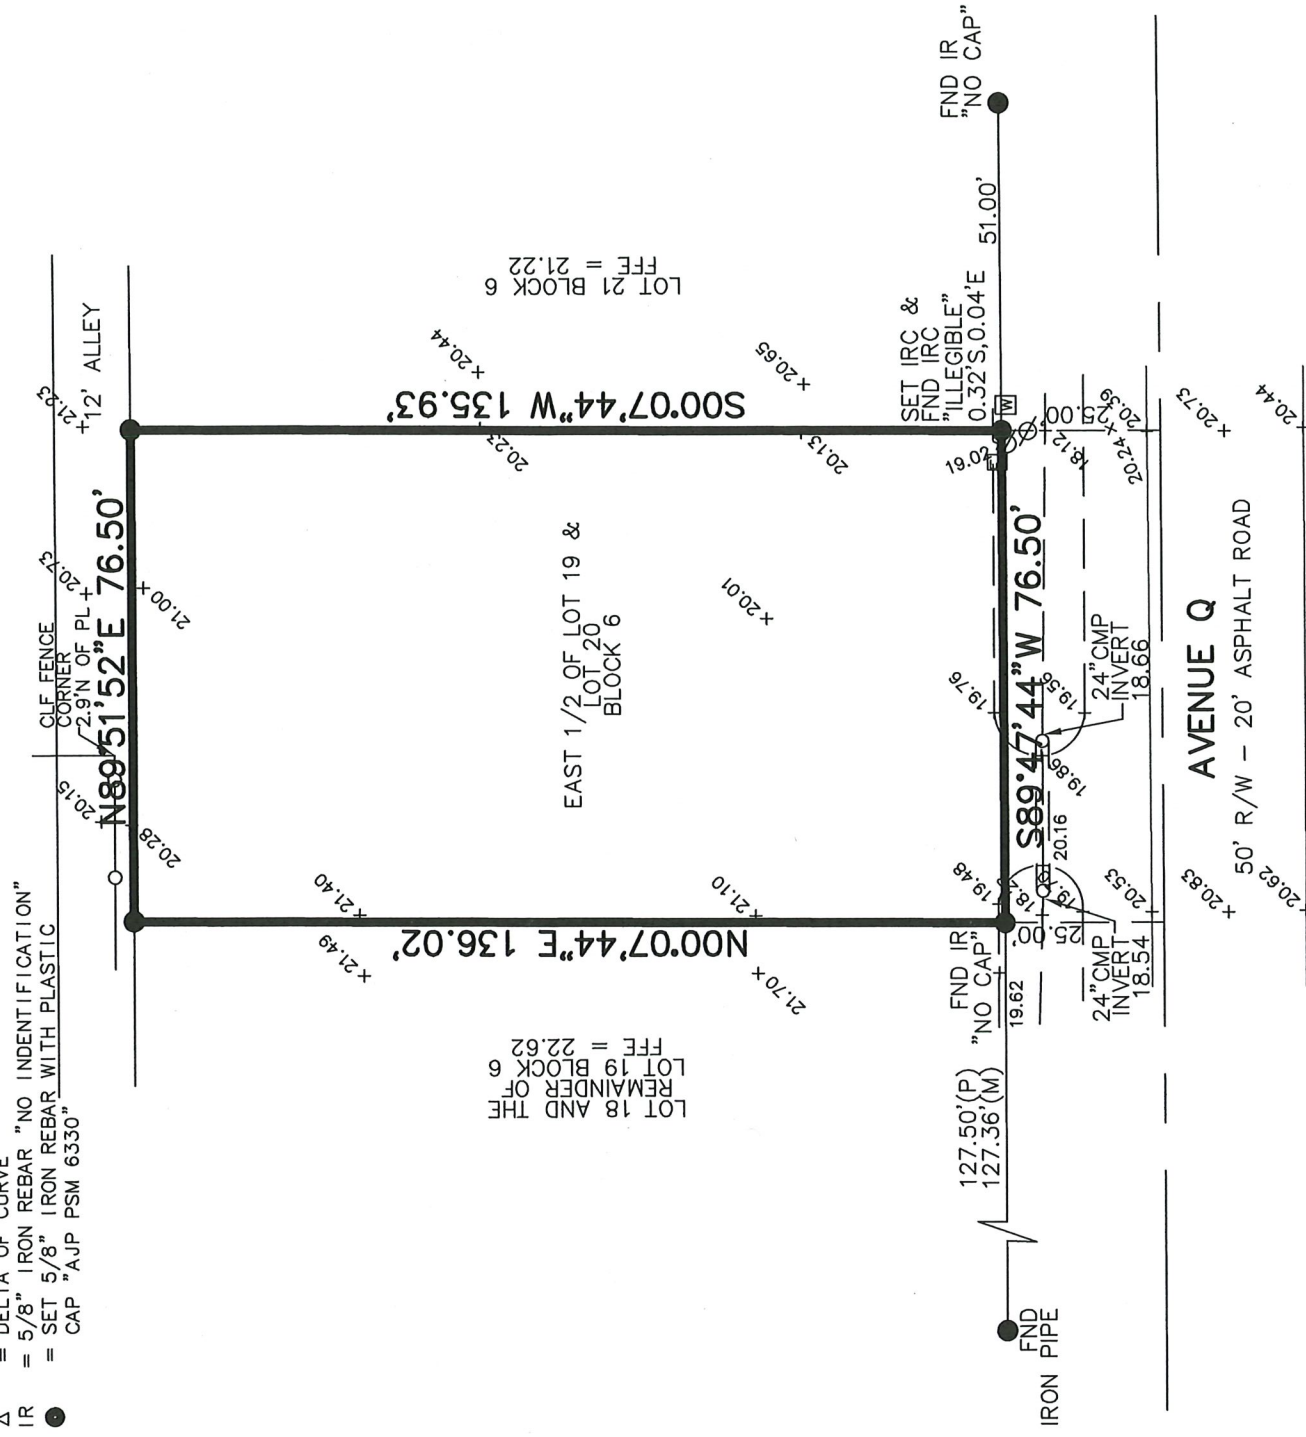 = DELTA OF CURVE
IR = 5/8" IRON REBAR "NO INDENTIFICATION"
= SET 5/8" IRON REBAR WITH PLASTIC
CAP "AJP PSM 6330"
CLF FENCE
CORNER
2.9'N OF PL
12' ALLEY
21.23
20.73
20.15
N89°51'52"E 76.50'
21.00
20.28
S00°07'44"W 135.93'
20.44
20.23
20.65
20.13
LOT 21 BLOCK 6
FFE = 21.22
EAST 1/2 OF LOT 19 &
LOT 20
BLOCK 6
20.01
N00°07'44"E 136.02'
21.40
21.49
21.10
21.70
LOT 18 AND THE
REMAINDER OF
LOT 19 BLOCK 6
FFE = 22.62
FND IR
"NO CAP"
51.00'
SET IRC &
FND IRC
"ILLEGIBLE"
0.32'S,0.04'E
W
19.02
18.12
25.00'
20.39
20.24
19.76
19.56
S89°47'44"W 76.50'
19.86
24"CMP
INVERT
18.66
20.16
19.48
25.00'
FND IR
"NO CAP"
19.62
24"CMP
INVERT
18.54
20.53
127.50'(P)
127.36'(M)
FND
IRON PIPE
20.73
20.44
20.83
20.62
AVENUE Q
50' R/W - 20' ASPHALT ROAD